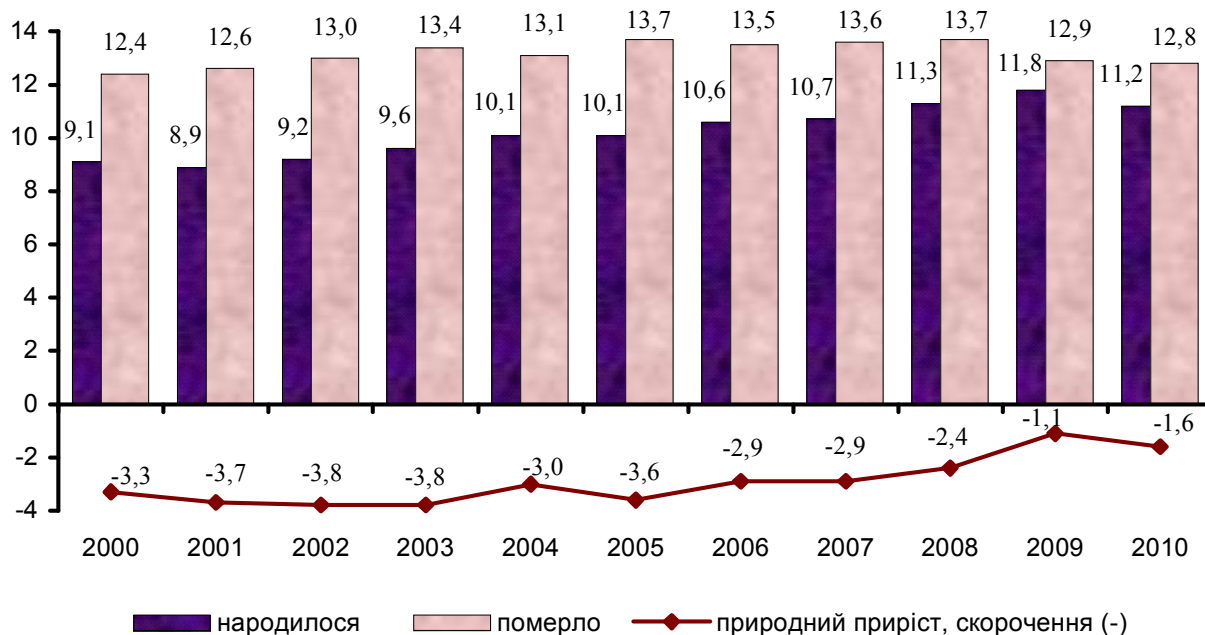 14
12
10
8
6
4
2
0
-2
-4
12,4 12,6 13,0 13,4 13,1 13,7 13,5 13,6 13,7 12,9 12,8
9,1 8,9 9,2 9,6 10,1 10,1 10,6 10,7 11,3 11,8 11,2
-3,3 -3,7 -3,8 -3,8 -3,0 -3,6 -2,9 -2,9 -2,4 -1,1 -1,6
2000 2001 2002 2003 2004 2005 2006 2007 2008 2009 2010
народилося померло природний приріст, скорочення (-)